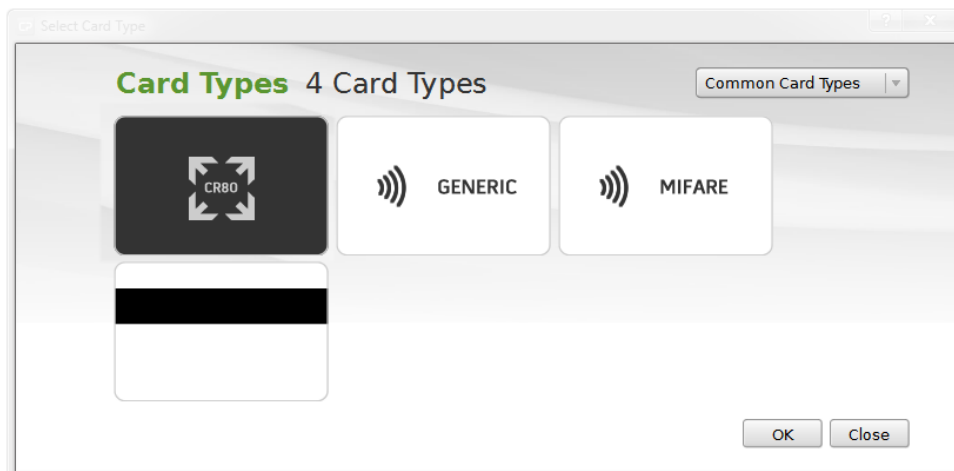 Select Card Type
? x
Card Types 4 Card Types
Common Card Types
CR80
GENERIC
MIFARE
OK
Close